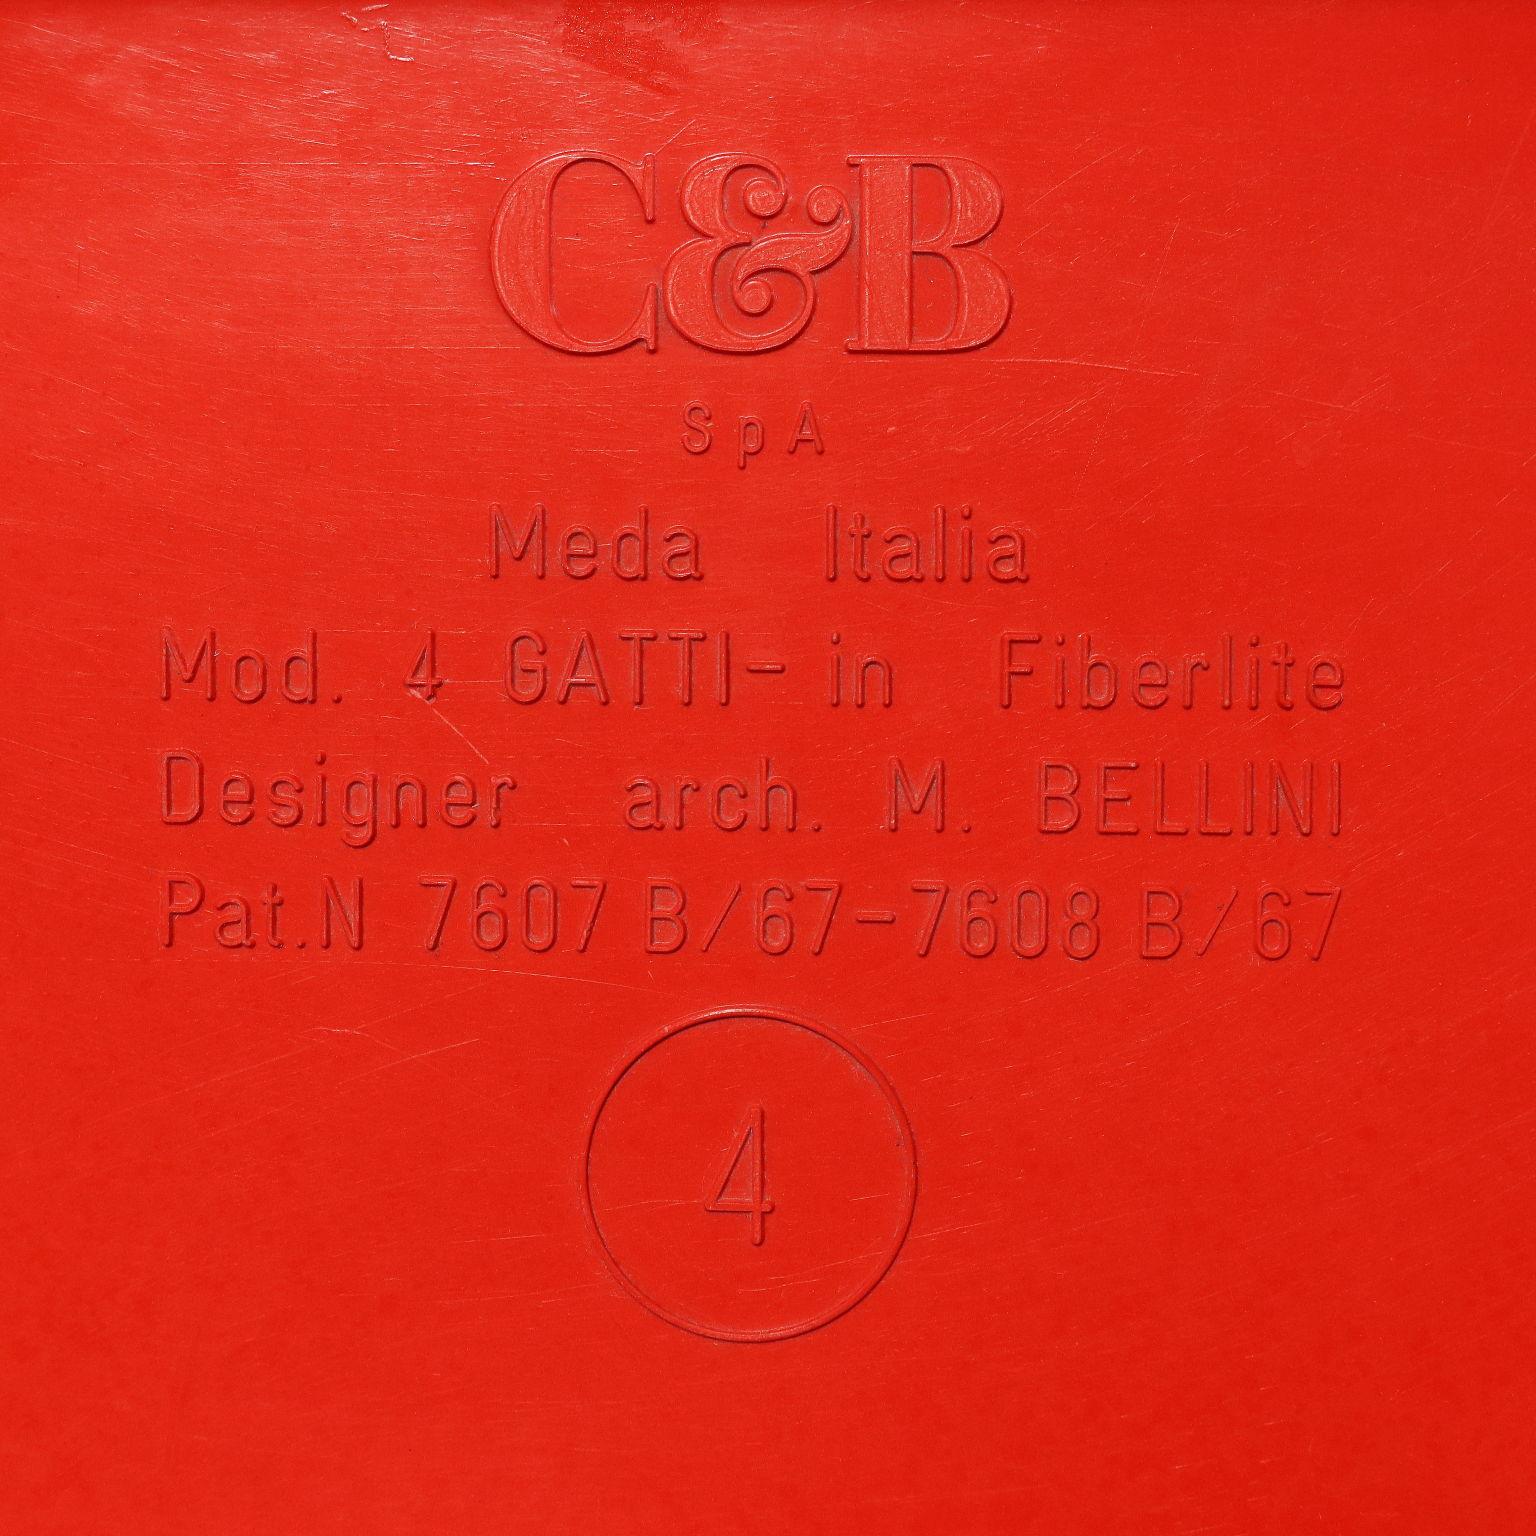 C&B
SpA
Meda Italia
Mod. 4 GATTI- in Fiberlite
Designer arch. M. BELLINI
Pat.N 7607 B/67-7608 B/67
4